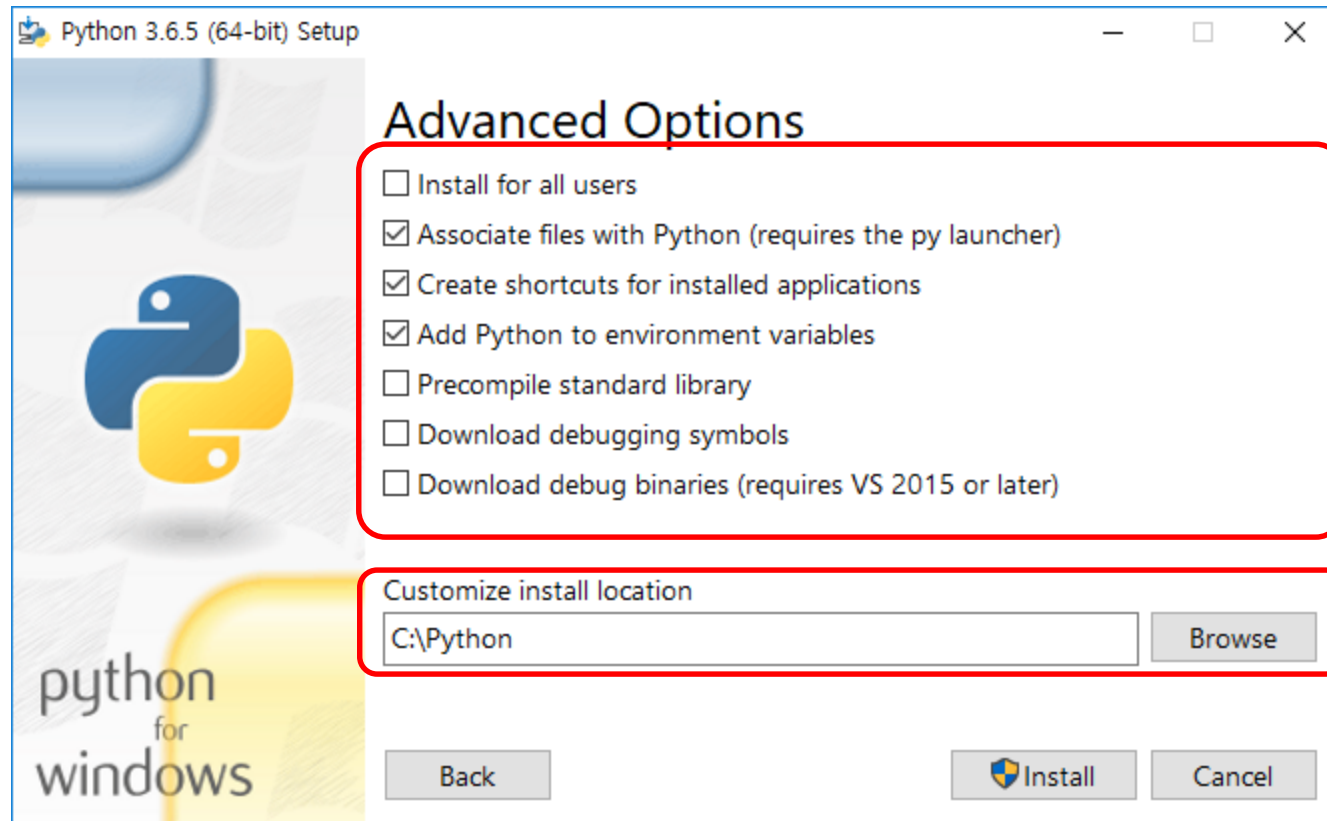 Python 3.6.5 (64-bit) Setup
Advanced Options
Install for all users
Associate files with Python (requires the py launcher)
Create shortcuts for installed applications
Add Python to environment variables
Precompile standard library
Download debugging symbols
Download debug binaries (requires VS 2015 or later)
Customize install location
C:\Python
Browse
python
for
windows
Back
Install
Cancel